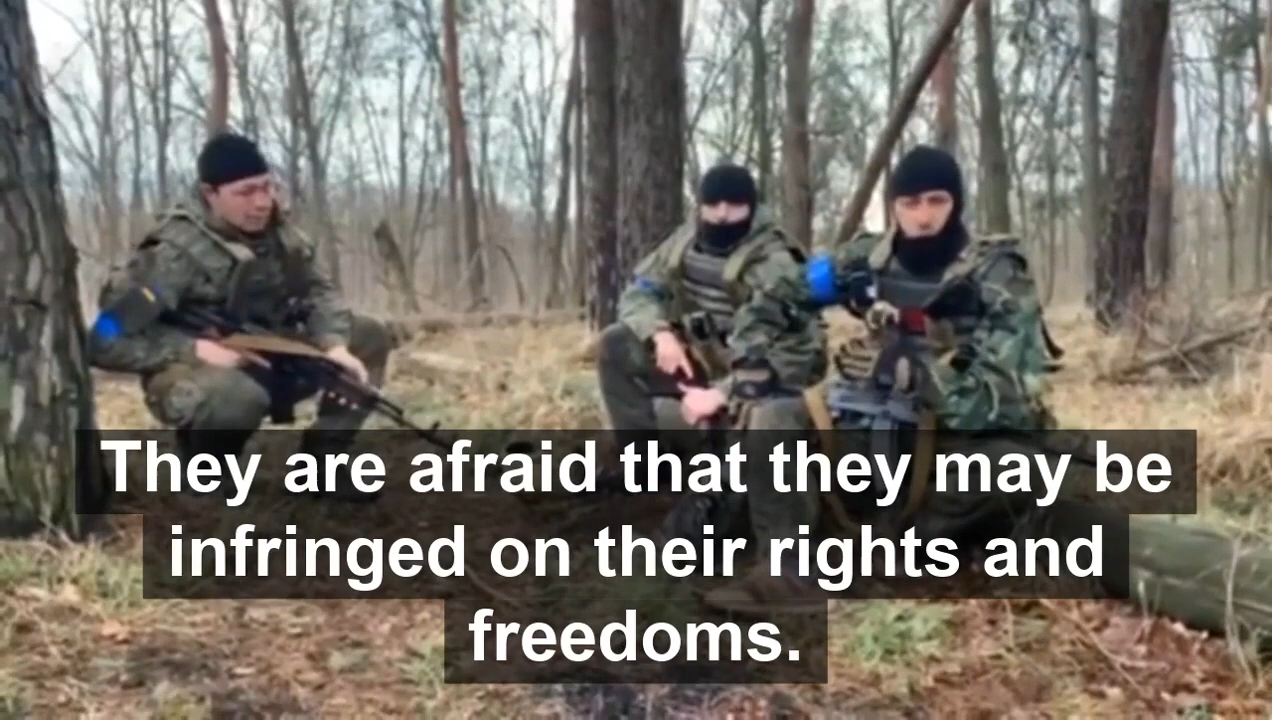 They are afraid that they may be
infringed on their rights and
freedoms.